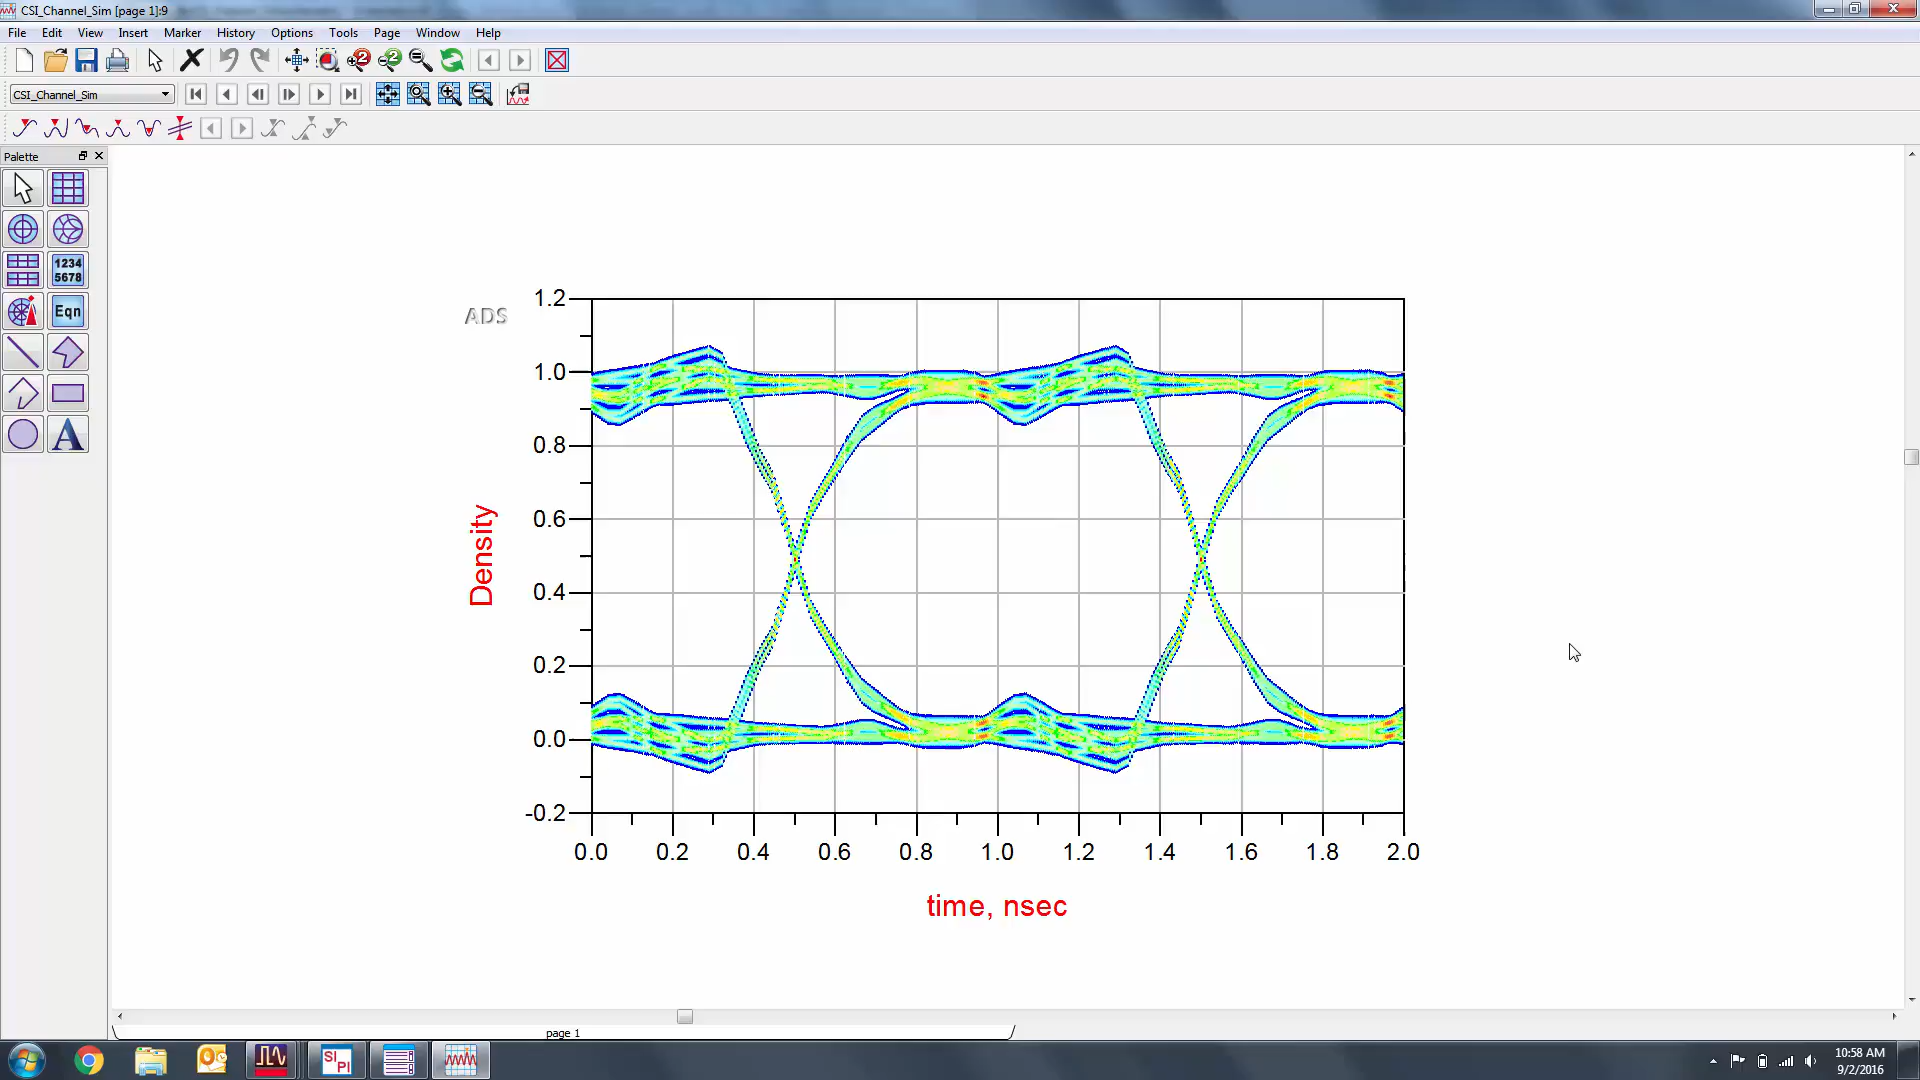 CSI_Channel_Sim [page 1]:9
File Edit View Insert Marker History Options Tools Page Window Help
CSI_Channel_Sim
Palette
1234
5678
Eqn
A
ADS
1.2
1.0
0.8
0.6
0.4
0.2
0.0
-0.2
Density
0.0 0.2 0.4 0.6 0.8 1.0 1.2 1.4 1.6 1.8 2.0
time, nsec
page 1
SI
PI
10:58 AM
9/2/2016